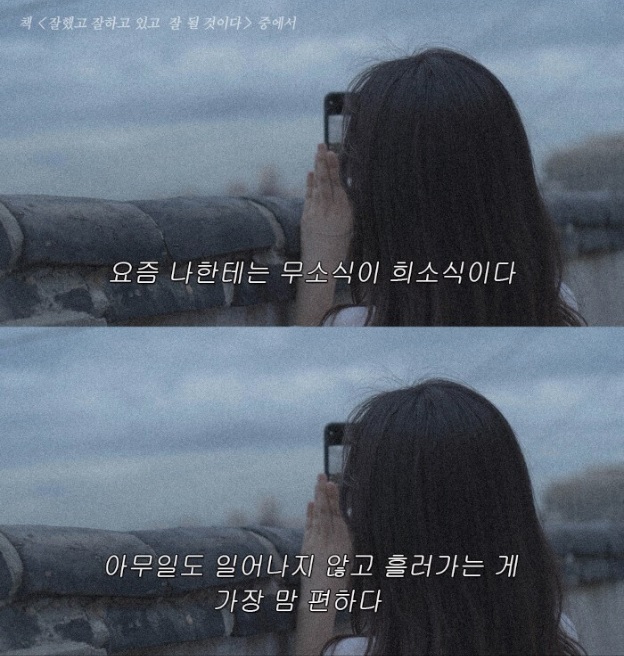 책 <잘했고 잘하고 있고 잘 될 것이다> 중에서
요즘 나한테는 무소식이 희소식이다
아무일도 일어나지 않고 흘러가는 게
가장 맘 편하다